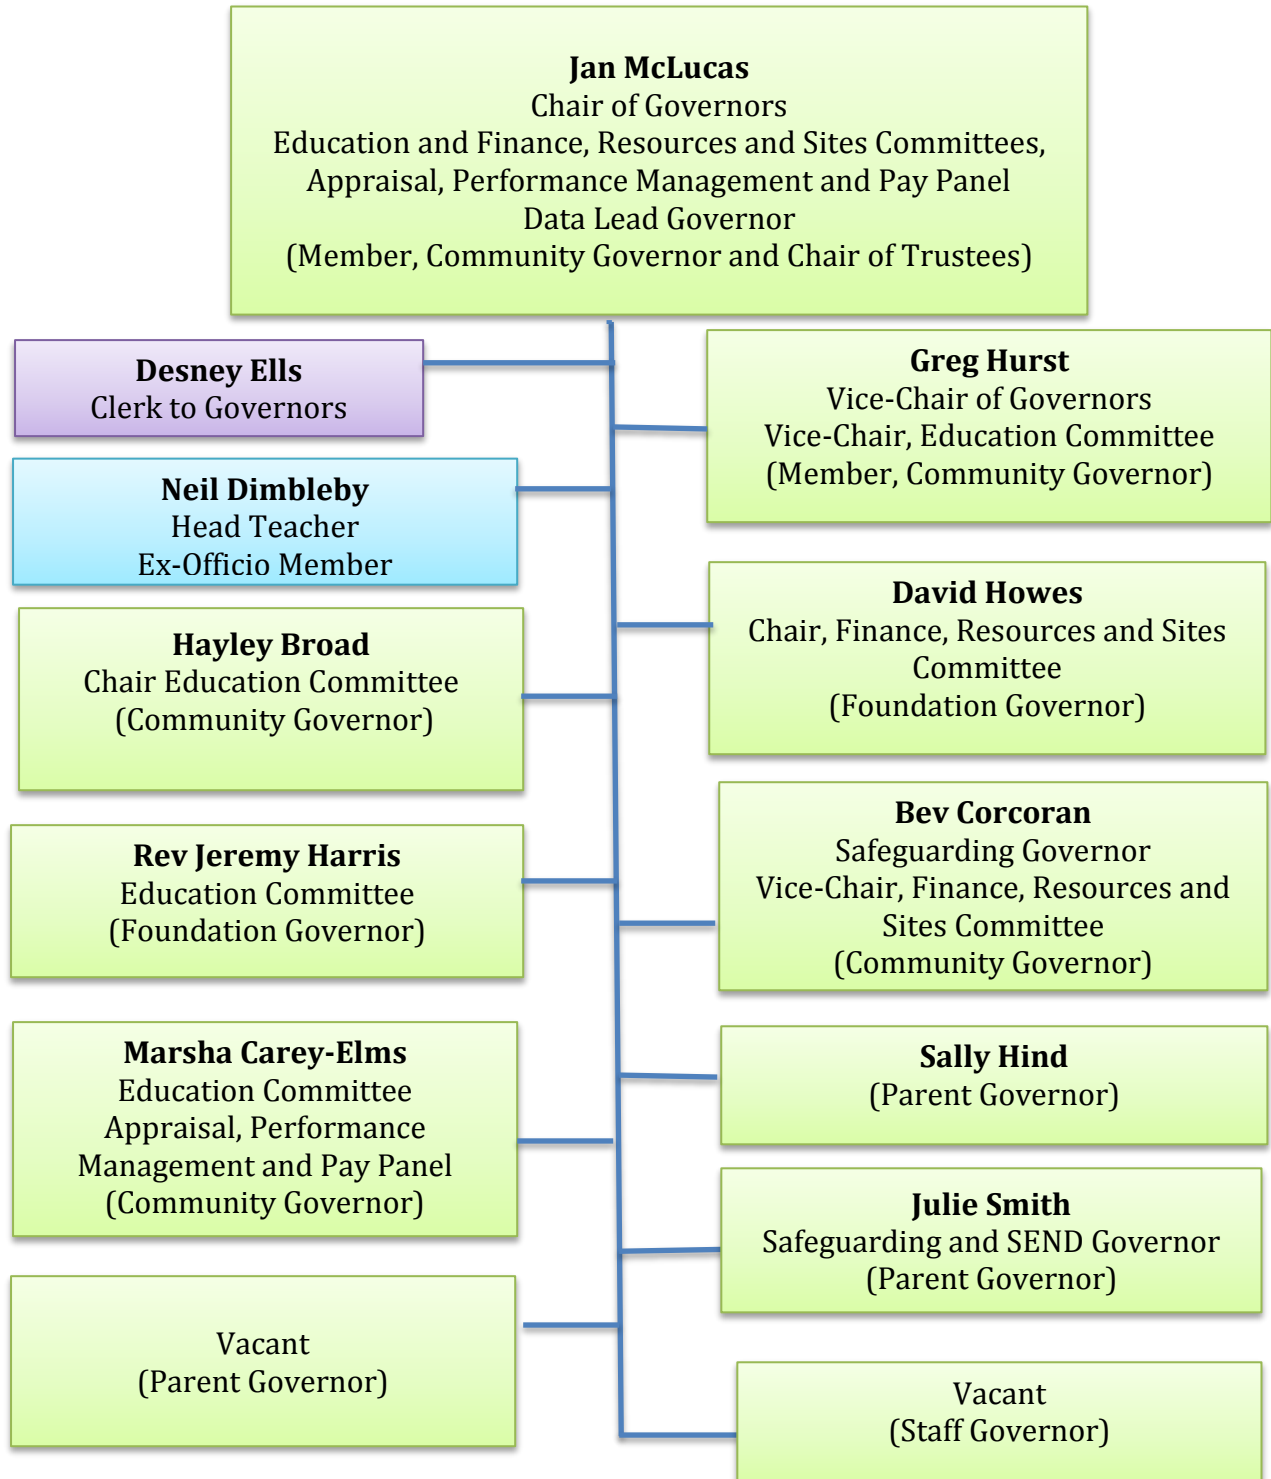 Jan McLucas
Chair of Governors
Education and Finance, Resources and Sites Committees,
Appraisal, Performance Management and Pay Panel
Data Lead Governor
(Member, Community Governor and Chair of Trustees)
Desney Ells
Clerk to Governors
Greg Hurst
Vice-Chair of Governors
Vice-Chair, Education Committee
(Member, Community Governor)
Neil Dimbleby
Head Teacher
Ex-Officio Member
David Howes
Chair, Finance, Resources and Sites
Committee
(Foundation Governor)
Hayley Broad
Chair Education Committee
(Community Governor)
Bev Corcoran
Safeguarding Governor
Vice-Chair, Finance, Resources and
Sites Committee
(Community Governor)
Rev Jeremy Harris
Education Committee
(Foundation Governor)
Marsha Carey-Elms
Education Committee
Appraisal, Performance
Management and Pay Panel
(Community Governor)
Sally Hind
(Parent Governor)
Julie Smith
Safeguarding and SEND Governor
(Parent Governor)
Vacant
(Parent Governor)
Vacant
(Staff Governor)